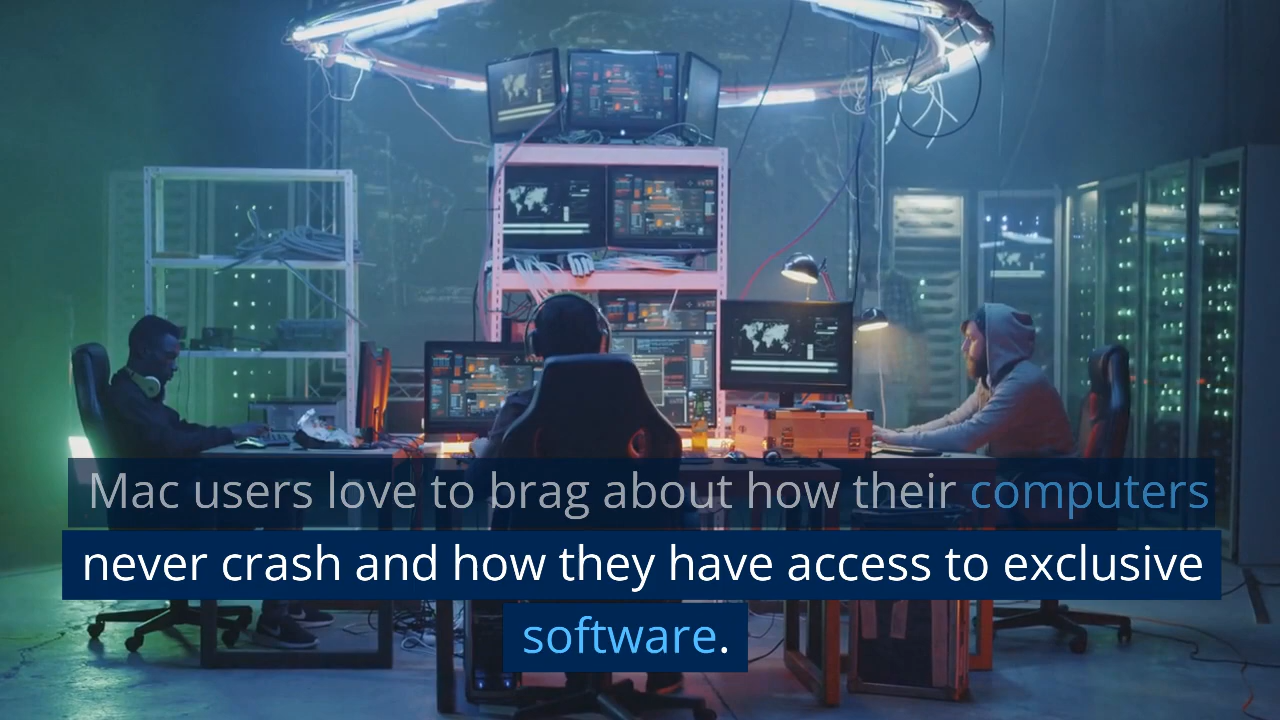 Mac users love to brag about how their computers
never crash and how they have access to exclusive
software.